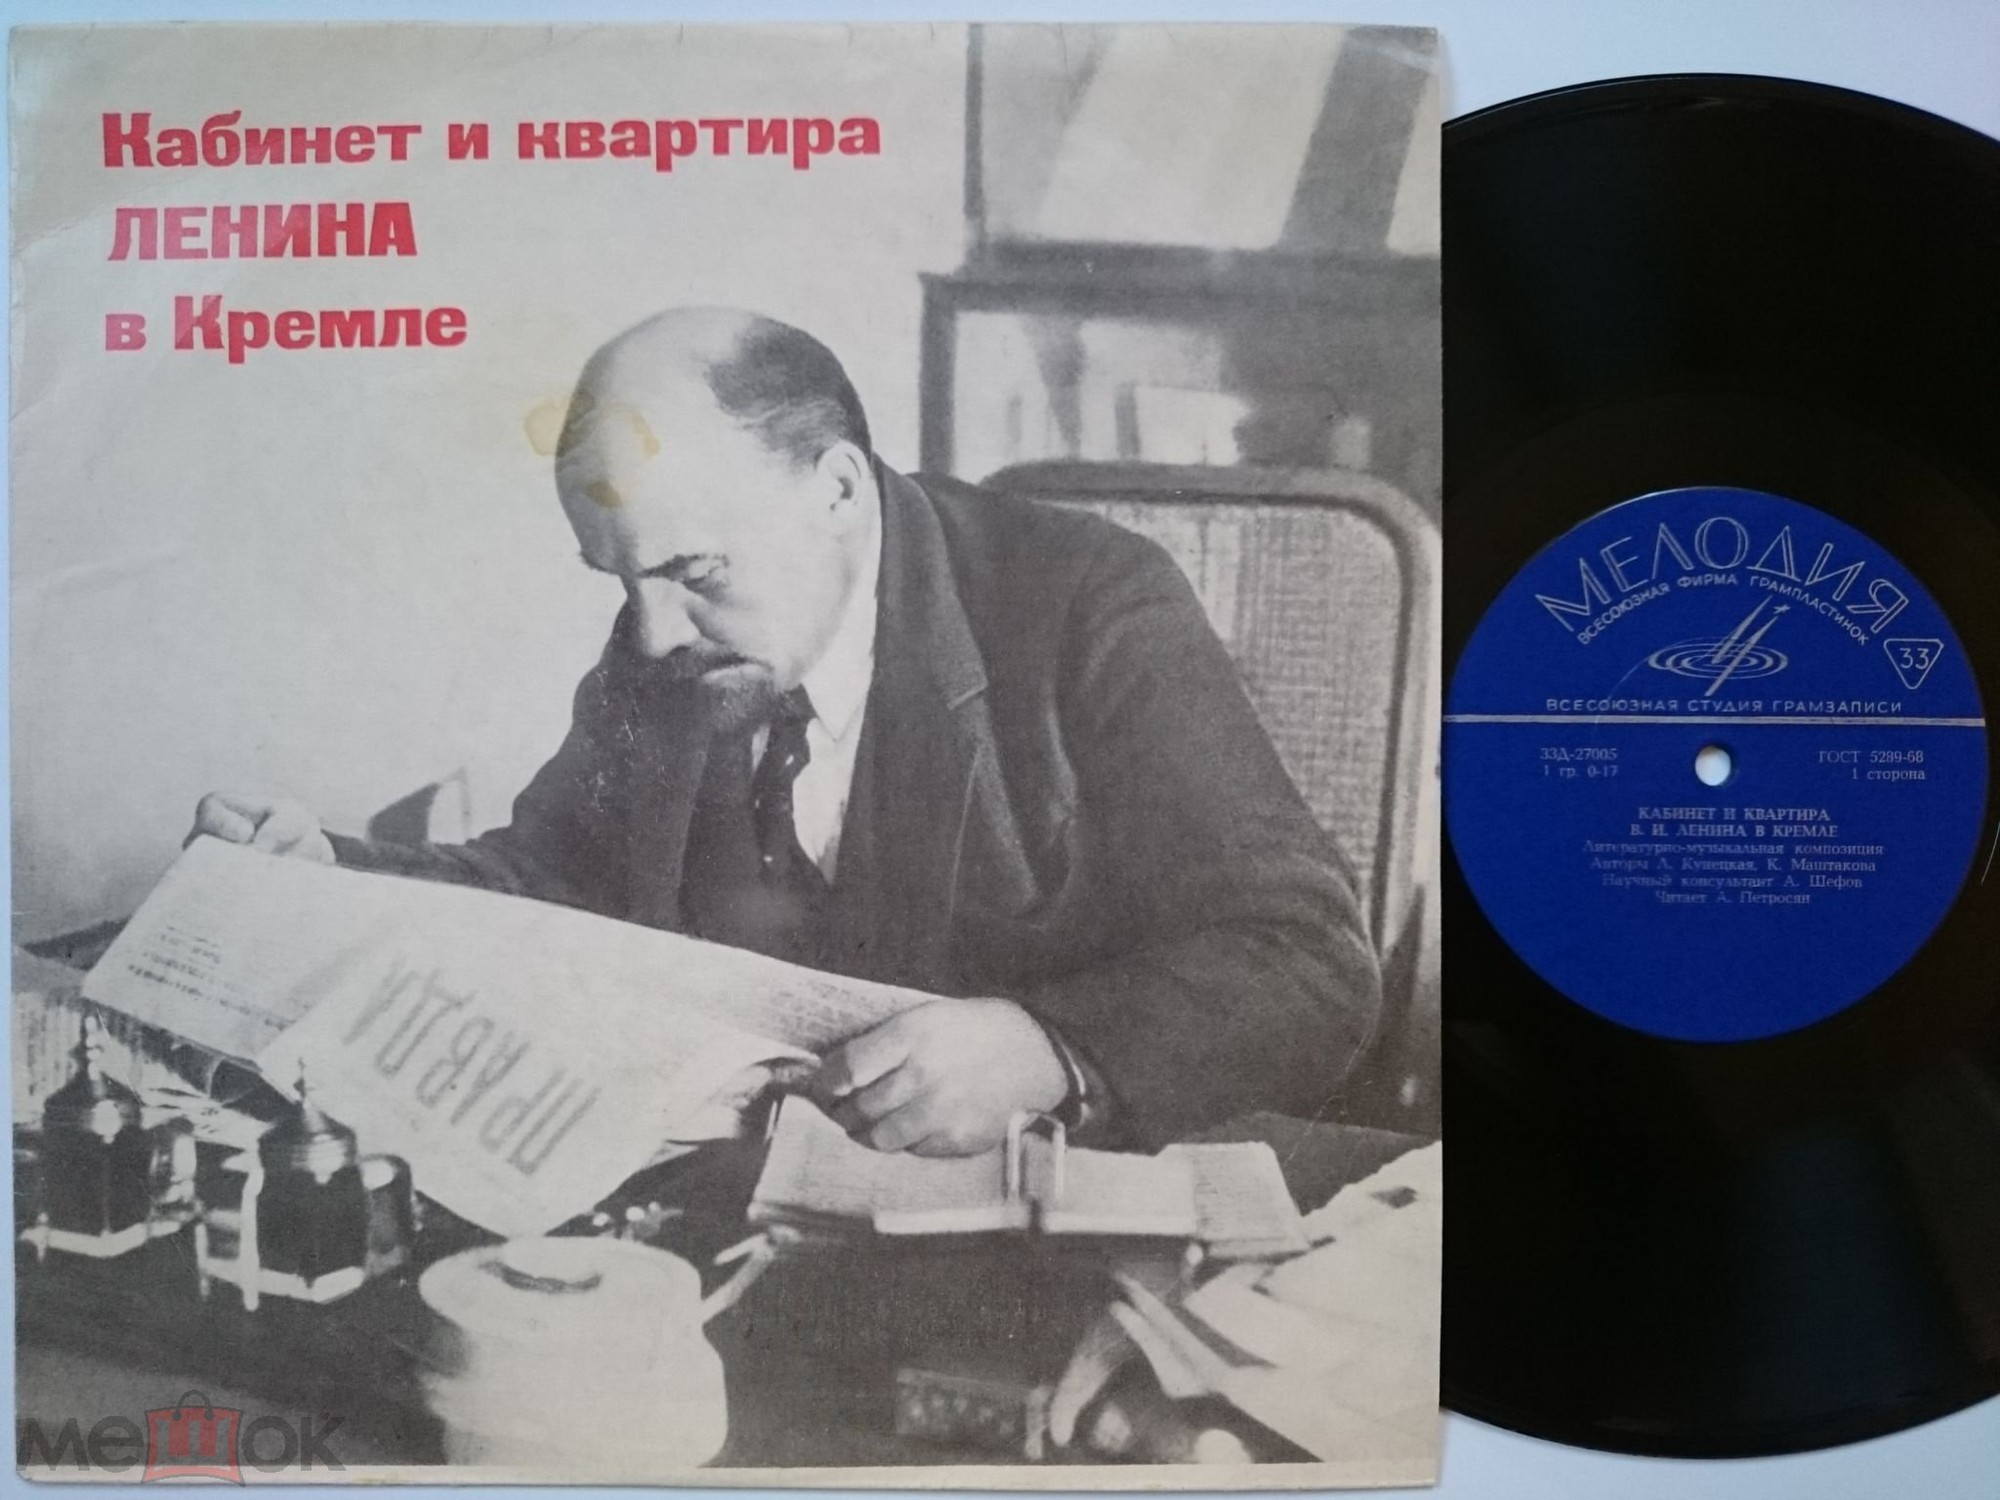 Кабинет и квартира
ЛЕНИНА
в Кремле
ПРАВДА
МЕЛОДИЯ
ВСЕСОЮЗНАЯ ФИРМА ГРАМПЛАСТИНОК
33
ВСЕСОЮЗНАЯ СТУДИЯ ГРАМЗАПИСИ
33Д-27005
1 гр. 0-17
ГОСТ 5289-68
1 сторона
КАБИНЕТ И КВАРТИРА
В. И. ЛЕНИНА В КРЕМЛЕ
Литературно-музыкальная композиция
Авторы Л. Кунецкая, К. Маштакова
Научный консультант А. Шефов
Читает А. Петросян
мешок